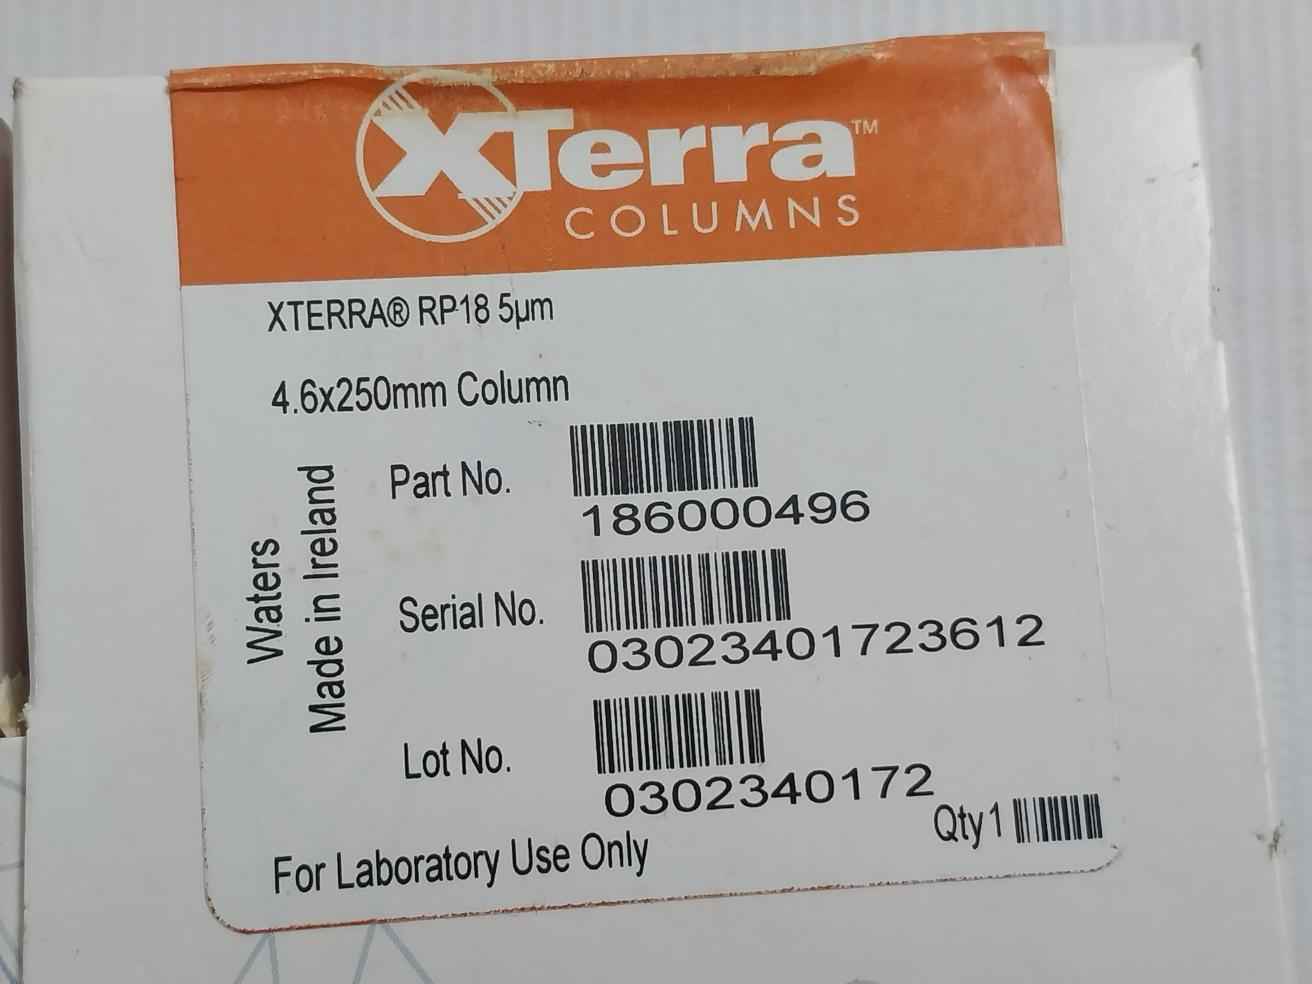 XTerra™
COLUMNS
XTERRA® RP18 5µm
4.6x250mm Column
Part No.
186000496
Serial No.
03023401723612
Lot No.
0302340172
Qty 1
For Laboratory Use Only
Waters
Made in Ireland